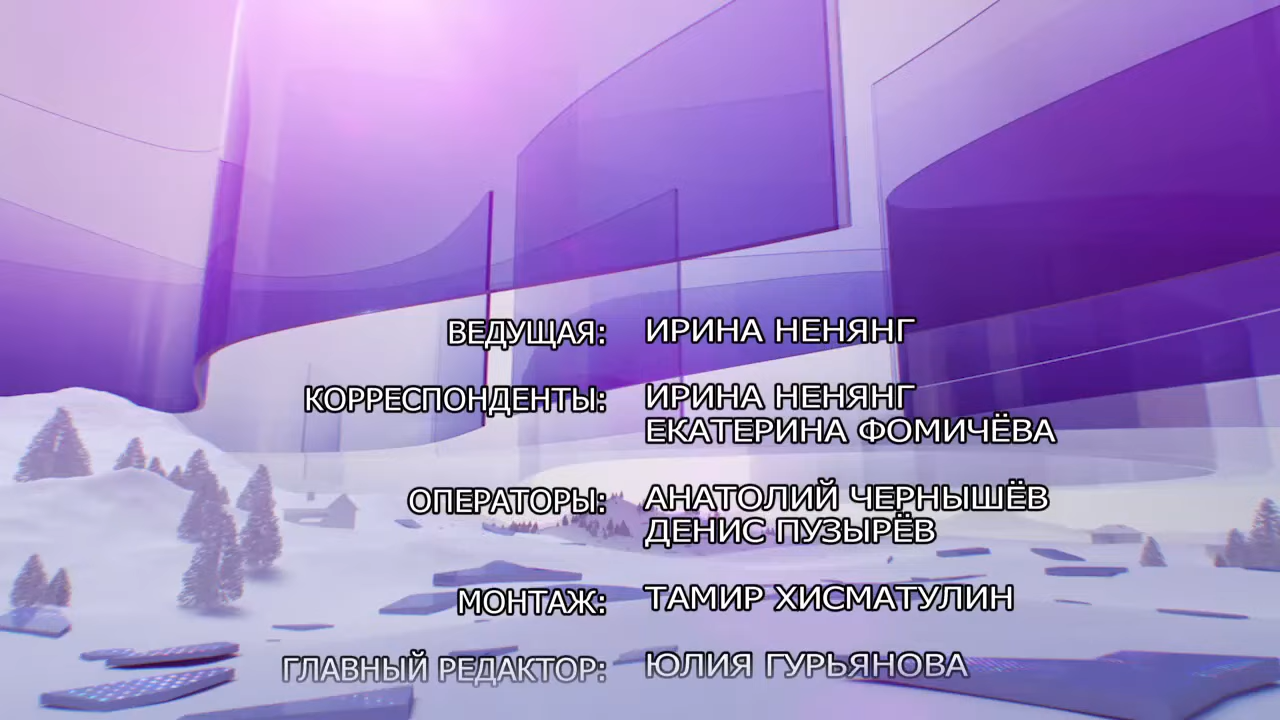 ВЕДУЩАЯ: ИРИНА НЕНЯНГ
КОРРЕСПОНДЕНТЫ: ИРИНА НЕНЯНГ
ЕКАТЕРИНА ФОМИЧЁВА
ОПЕРАТОРЫ: АНАТОЛИЙ ЧЕРНЫШЁВ
ДЕНИС ПУЗЫРЁВ
МОНТАЖ: ТАМИР ХИСМАТУЛИН
ГЛАВНЫЙ РЕДАКТОР: ЮЛИЯ ГУРЬЯНОВА